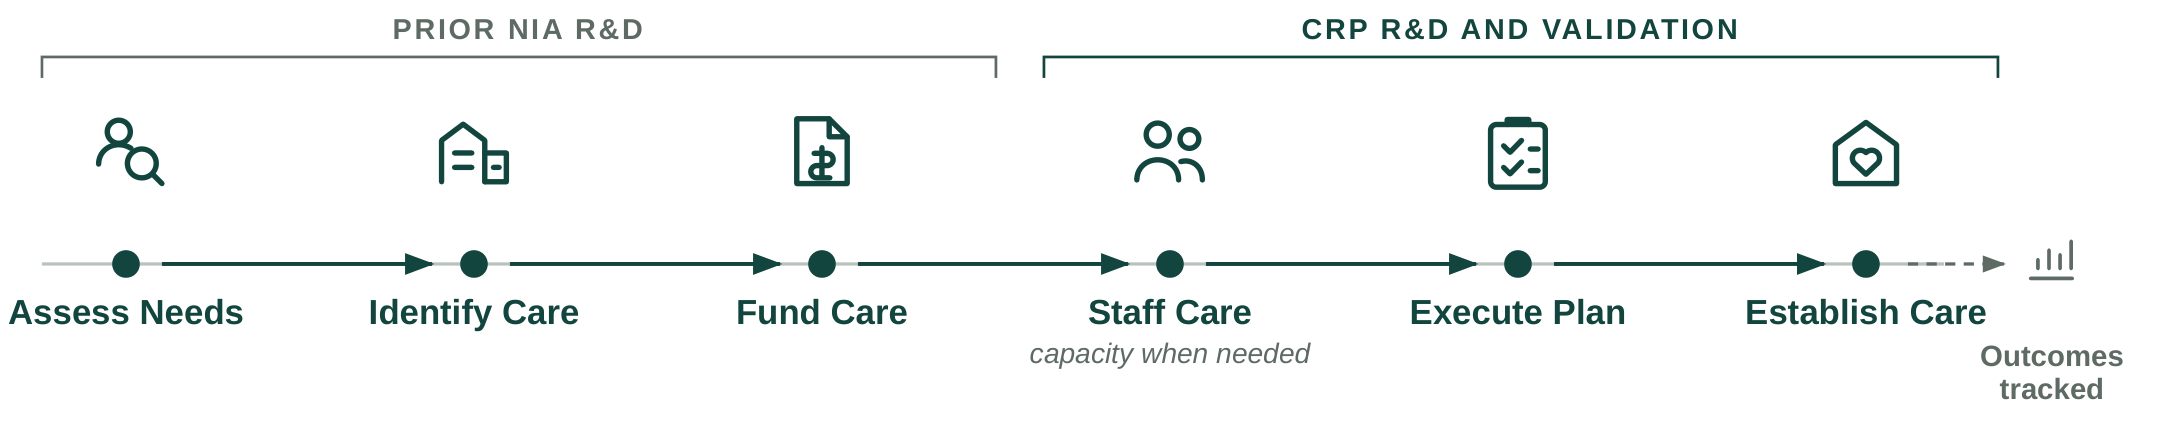 PRIOR NIA R&D
CRP R&D AND VALIDATION
Assess Needs
Identify Care
Fund Care
Staff Care
capacity when needed
Execute Plan
Establish Care
Outcomes
tracked